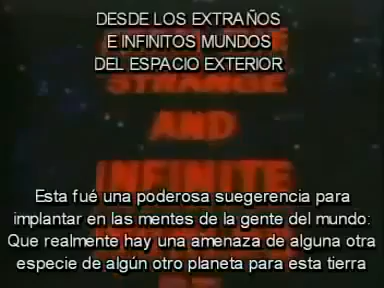 DESDE LOS EXTRAÑOS
E INFINITOS MUNDOS
DEL ESPACIO EXTERIOR
STRANGE
AND
INFINITE
Esta fué una poderosa suegerencia para
implantar en las mentes de la gente del mundo:
Que realmente hay una amenaza de alguna otra
especie de algún otro planeta para esta tierra